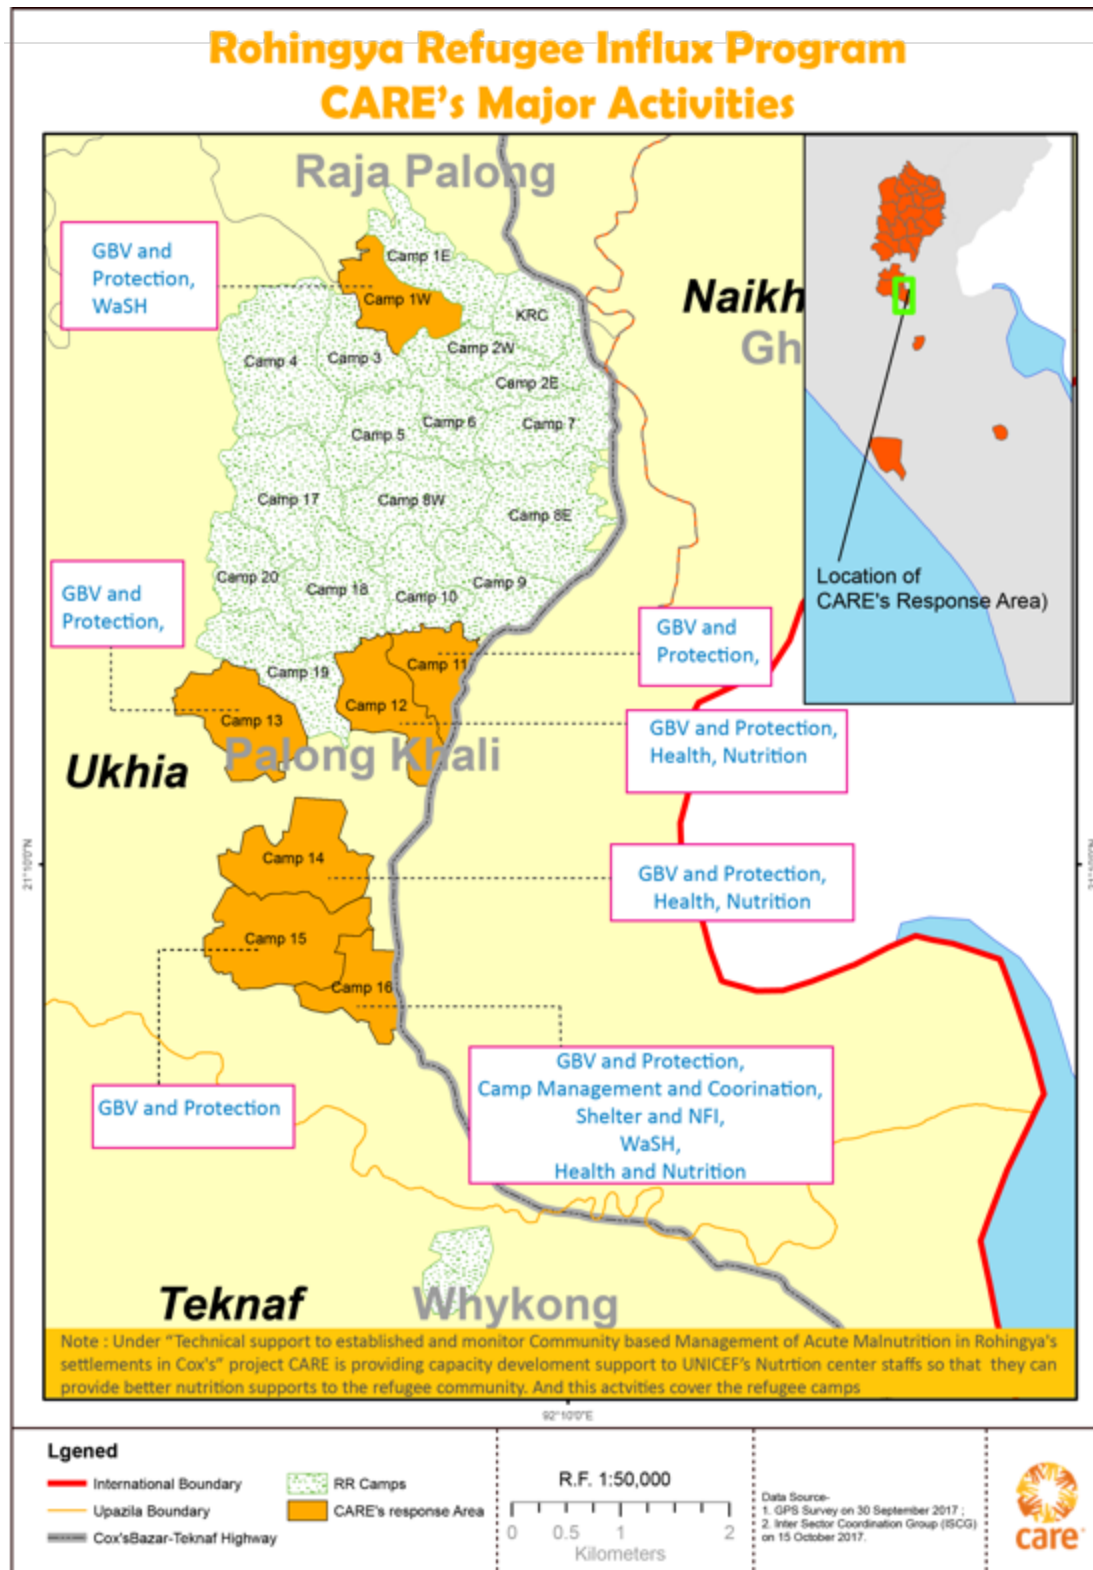 Rohingya Refugee Influx Program
CARE's Major Activities
Raja Palong
GBV and
Protection,
WaSH
Camp 1E
Camp 1W
KRC
Naikh
Gh
Camp 4
Camp 3
Camp 2W
Camp 2E
Camp 6
Camp 7
Camp 5
Camp 17
Camp 8W
Camp 8E
Camp 20
Camp 18
Camp 10
Camp 9
Location of
CARE's Response Area)
GBV and
Protection,
GBV and
Protection,
Camp 19
Camp 11
Camp 12
Camp 13
GBV and Protection,
Health, Nutrition
Palong Khali
Ukhia
Camp 14
GBV and Protection,
Health, Nutrition
21°10'0"N
Camp 15
Camp 16
GBV and Protection
GBV and Protection,
Camp Management and Coorination,
Shelter and NFI,
WaSH,
Health and Nutrition
Teknaf
Whykong
Note : Under "Technical support to established and monitor Community based Management of Acute Malnutrition in Rohingya's
settlements in Cox's" project CARE is providing capacity develoment support to UNICEF's Nutrtion center staffs so that they can
provide better nutrition supports to the refugee community. And this actvities cover the refugee camps
92°10'0"E
Lgened
International Boundary
Upazila Boundary
Cox'sBazar-Teknaf Highway
RR Camps
CARE's response Area
R.F. 1:50,000
0 0.5 1 2
Kilometers
Data Source-
1. GPS Survey on 30 September 2017 ;
2. Inter Sector Coordination Group (ISCG)
on 15 October 2017.
care